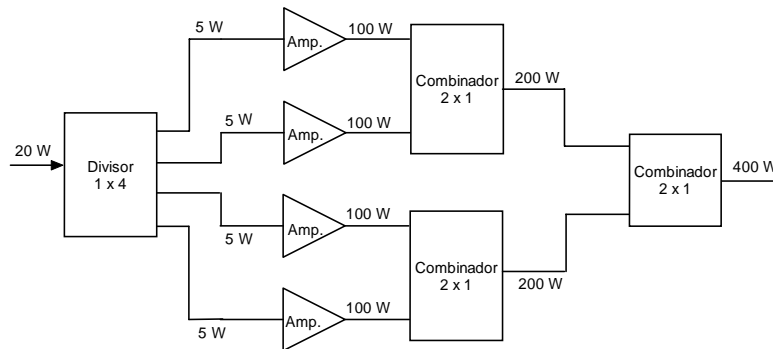 5 W
Amp.
100 W
Combinador
2 x 1
200 W
5 W
Amp.
100 W
20 W
Divisor
1 x 4
Combinador
2 x 1
400 W
5 W
Amp.
100 W
Combinador
2 x 1
200 W
5 W
Amp.
100 W